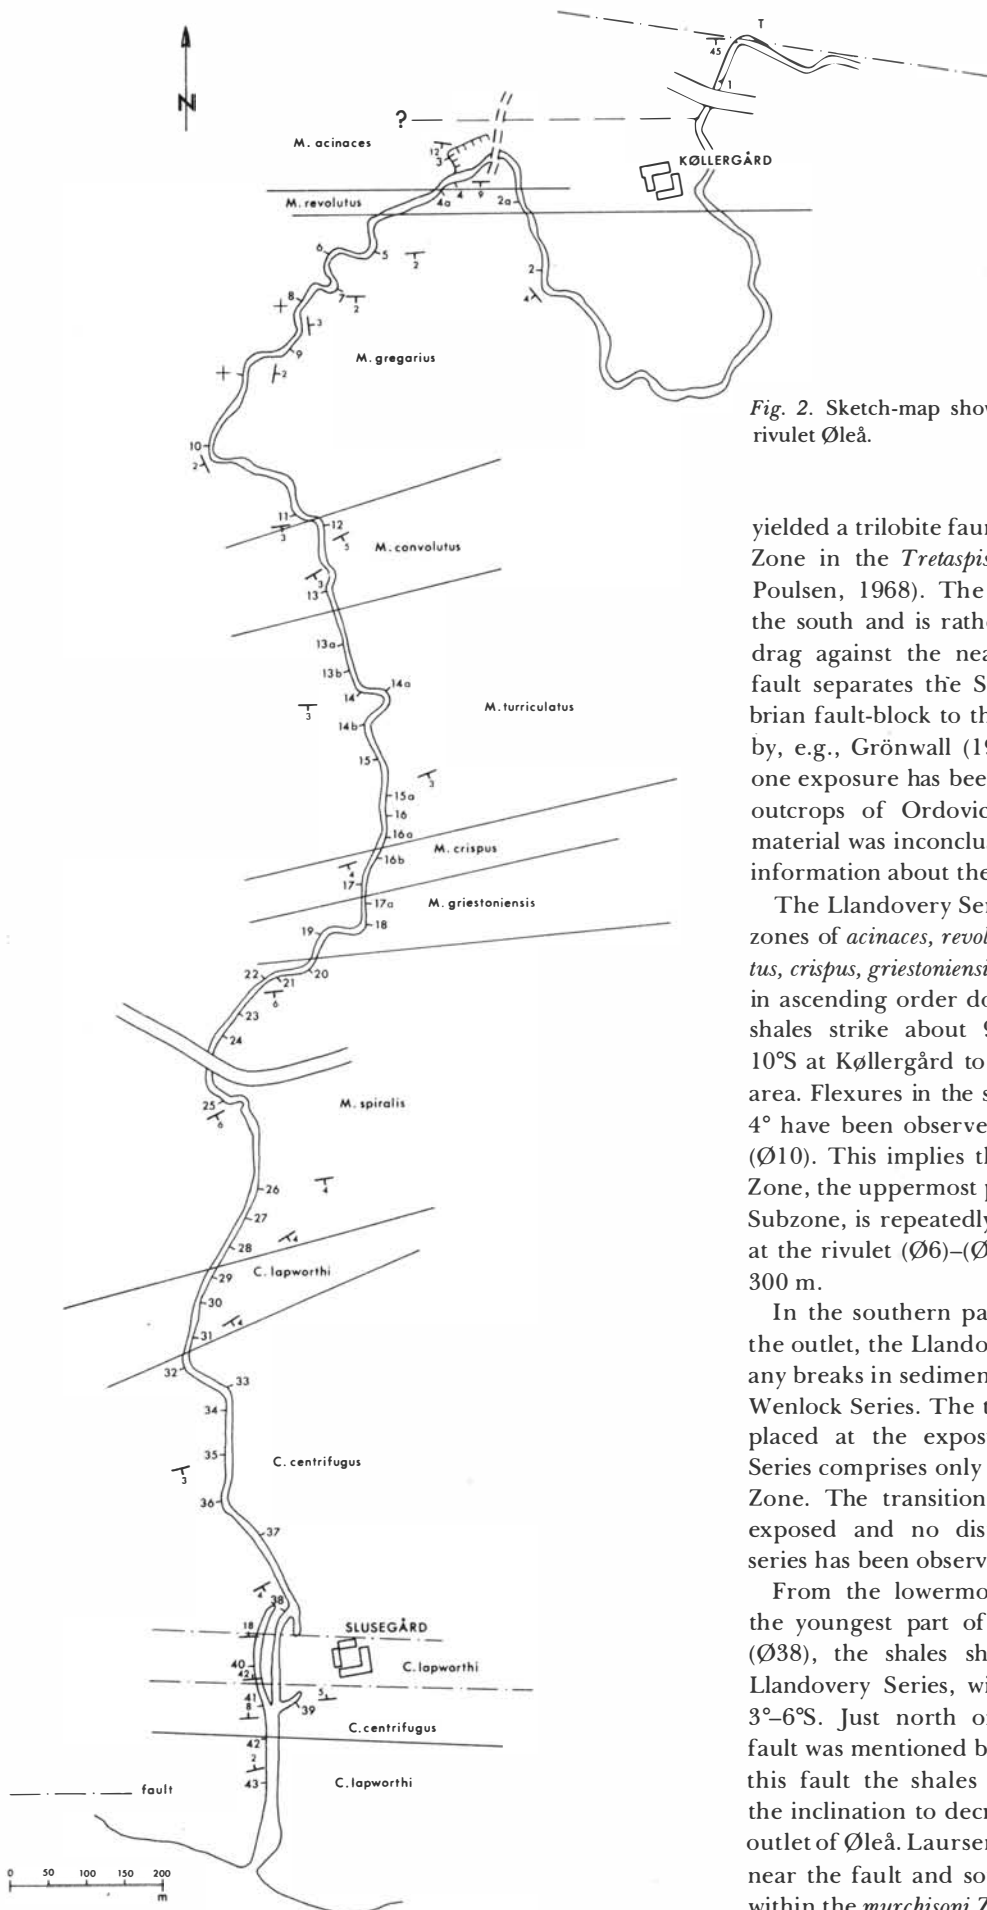 T
45
1
N
?
M. acinaces
12
3
KØLLERGÅRD
4
9
4a
2a
M. revolutus
6
5
2
2
4
8
7
2
3
9
2
M. gregarius
10
2
11
12
3
5
M. convolutus
3
13
13a
13b
14a
14
3
14b
M. turriculatus
15
3
15a
16
16a
M. crispus
16b
4
17
17a
M. griestoniensis
18
19
20
22
21
6
23
24
25
6
M. spiralis
26
4
27
28
4
29
C. lapworthi
30
31
4
32
33
34
35
C. centrifugus
3
36
37
4
38
18
SLUSEGÅRD
40
C. lapworthi
42
41
5
39
8
C. centrifugus
42
2
43
C. lapworthi
fault
0 50 100 150 200
m
Fig. 2. Sketch-map show
rivulet Øleå.
yielded a trilobite faun
Zone in the Tretaspis
Poulsen, 1968). The
the south and is rathe
drag against the nea
fault separates the S
brian fault-block to th
by, e.g., Grönwall (19
one exposure has bee
outcrops of Ordovic
material was inconclu
information about the
The Llandovery Ser
zones of acinaces, revol
tus, crispus, griestoniensi
in ascending order do
shales strike about 9
10°S at Køllergård to
area. Flexures in the s
4° have been observe
(Ø10). This implies th
Zone, the uppermost p
Subzone, is repeatedly
at the rivulet (Ø6)–(Ø
300 m.
In the southern pa
the outlet, the Llando
any breaks in sedimen
Wenlock Series. The t
placed at the expos
Series comprises only
Zone. The transition
exposed and no dis
series has been observ
From the lowermo
the youngest part of
(Ø38), the shales sh
Llandovery Series, wi
3°–6°S. Just north o
fault was mentioned b
this fault the shales
the inclination to decr
outlet of Øleå. Laurser
near the fault and so
within the murchisoni Z